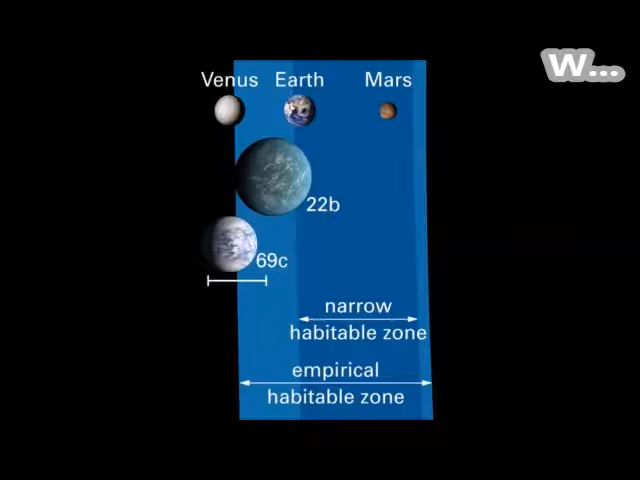 W...
Venus Earth Mars
22b
69c
narrow
habitable zone
empirical
habitable zone